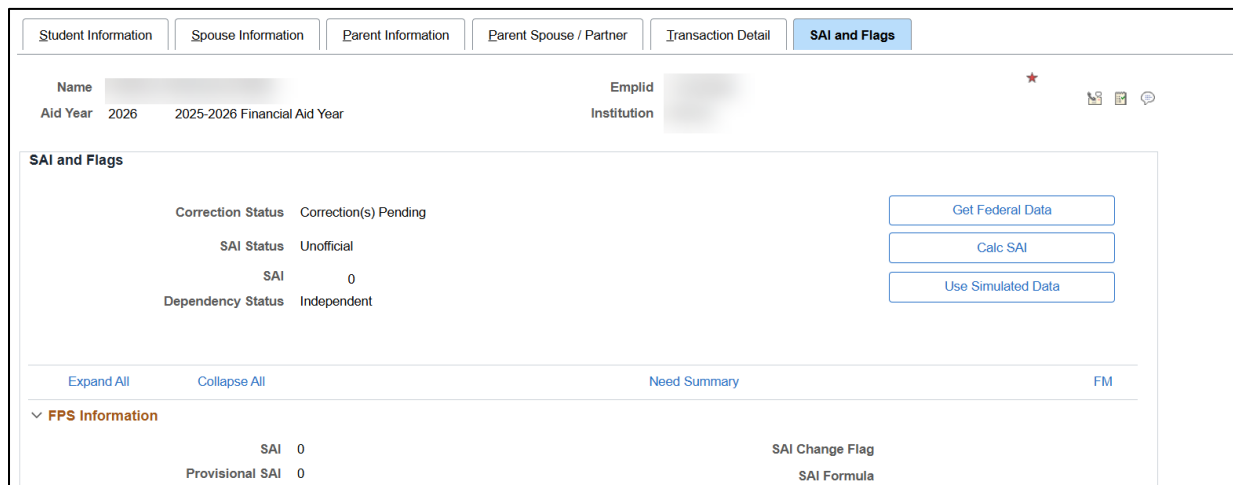 Student Information Spouse Information Parent Information Parent Spouse / Partner Transaction Detail SAI and Flags
Name Emplid
Aid Year 2026 2025-2026 Financial Aid Year Institution
SAI and Flags
Correction Status Correction(s) Pending Get Federal Data
SAI Status Unofficial Calc SAI
SAI 0
Dependency Status Independent Use Simulated Data
Expand All Collapse All Need Summary FM
FPS Information
SAI 0 SAI Change Flag
Provisional SAI 0 SAI Formula